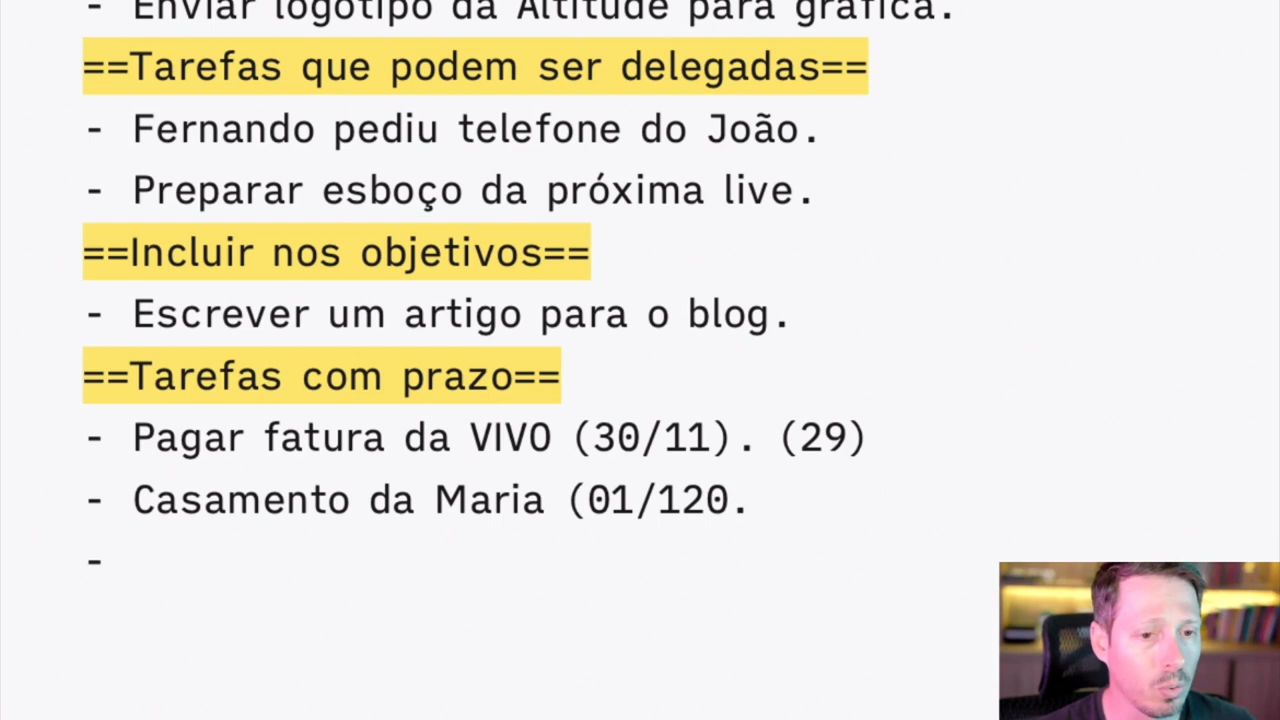 - Enviar logotipo da Altitude para gráfica.
==Tarefas que podem ser delegadas==
- Fernando pediu telefone do João.
- Preparar esboço da próxima live.
==Incluir nos objetivos==
- Escrever um artigo para o blog.
==Tarefas com prazo==
- Pagar fatura da VIVO (30/11). (29)
- Casamento da Maria (01/120.
-